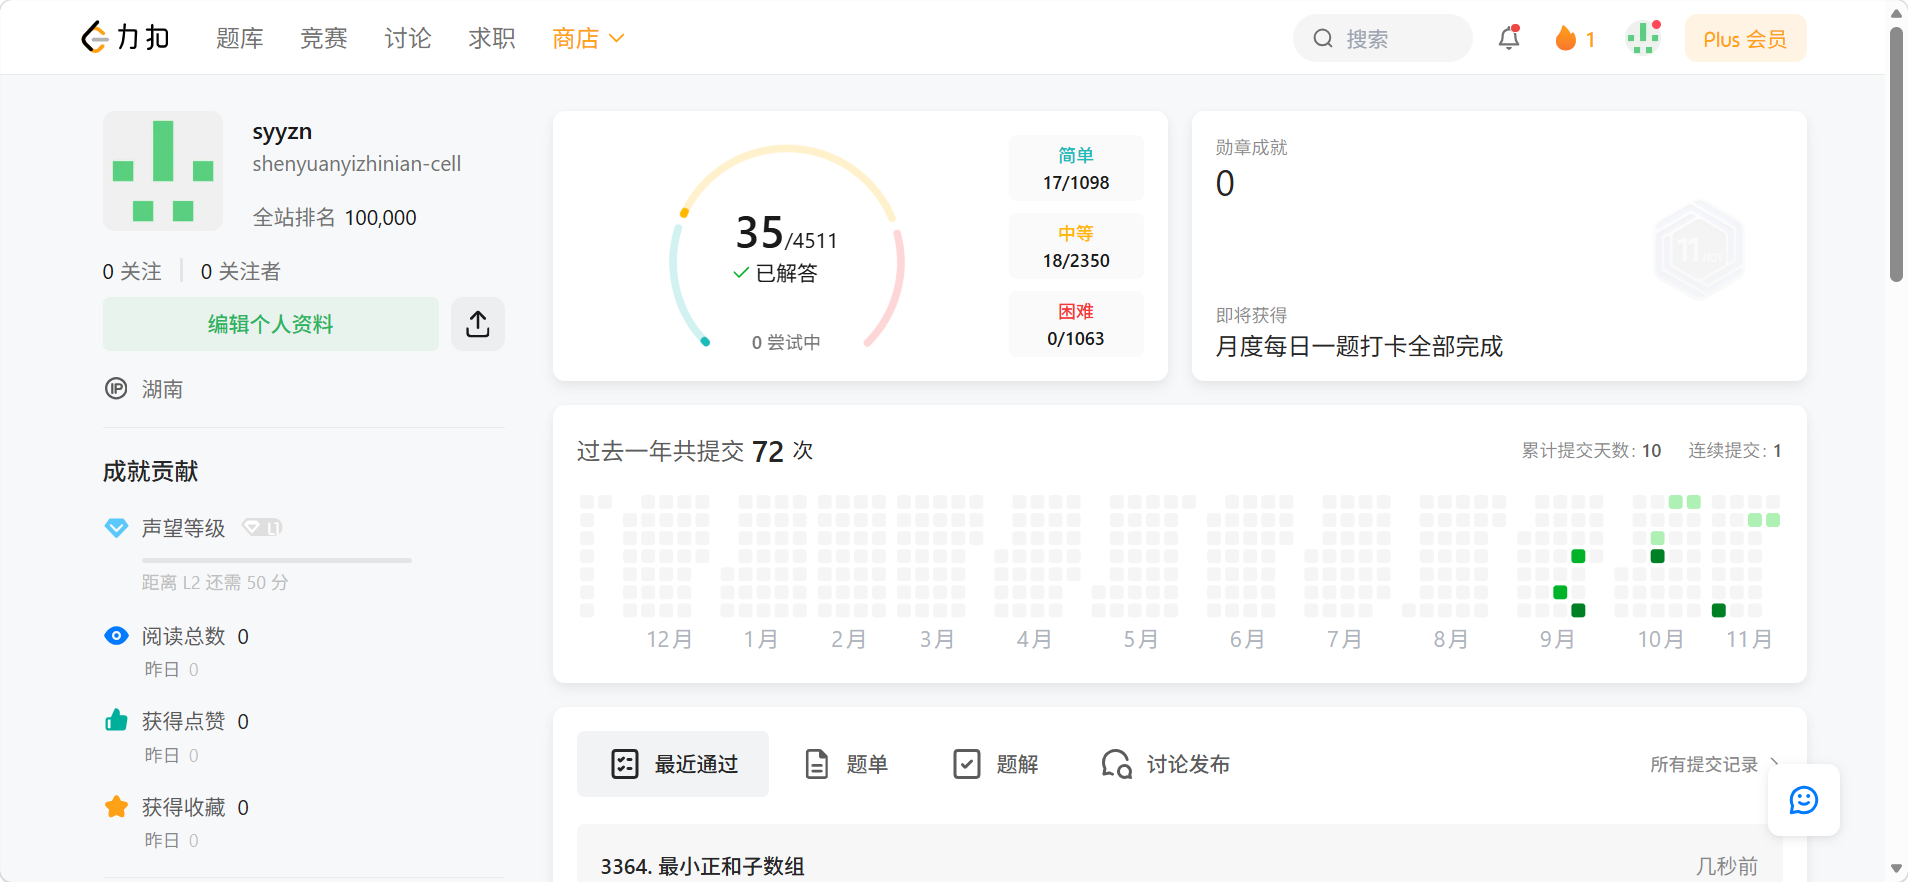 力扣 题库 竞赛 讨论 求职 商店 搜索 1 Plus 会员
syyzn
shenyuanyizhinian-cell
全站排名 100,000
0 关注 0 关注者
编辑个人资料
IP 湖南
成就贡献
声望等级 L1
距离 L2 还需 50 分
阅读总数 0
昨日 0
获得点赞 0
昨日 0
获得收藏 0
昨日 0
35/4511
已解答
0 尝试中
简单
17/1098
中等
18/2350
困难
0/1063
勋章成就
0
11
即将获得
月度每日一题打卡全部完成
过去一年共提交 72 次
累计提交天数: 10 连续提交: 1
12月 1月 2月 3月 4月 5月 6月 7月 8月 9月 10月 11月
最近通过 题单 题解 讨论发布 所有提交记录
3364. 最小正和子数组 几秒前